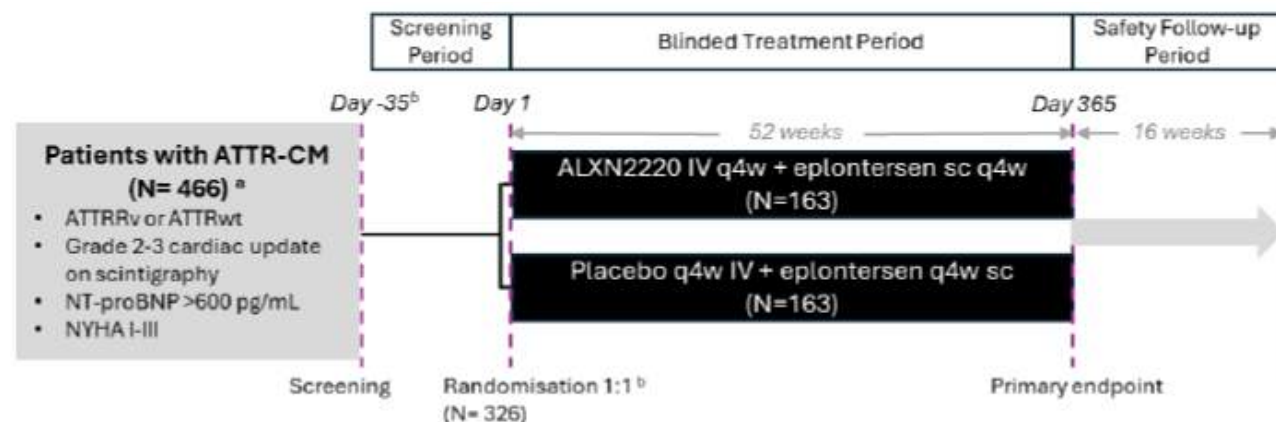 Screening
Period
Blinded Treatment Period
Safety Follow-up
Period
Day -35ᵇ
Day 1
Day 365
52 weeks
16 weeks
Patients with ATTR-CM
(N= 466) ᵃ
• ATTRRv or ATTRwt
• Grade 2-3 cardiac update
on scintigraphy
• NT-proBNP >600 pg/mL
• NYHA I-III
ALXN2220 IV q4w + eplontersen sc q4w
(N=163)
Placebo q4w IV + eplontersen q4w sc
(N=163)
Screening
Randomisation 1:1 ᵇ
(N= 326)
Primary endpoint